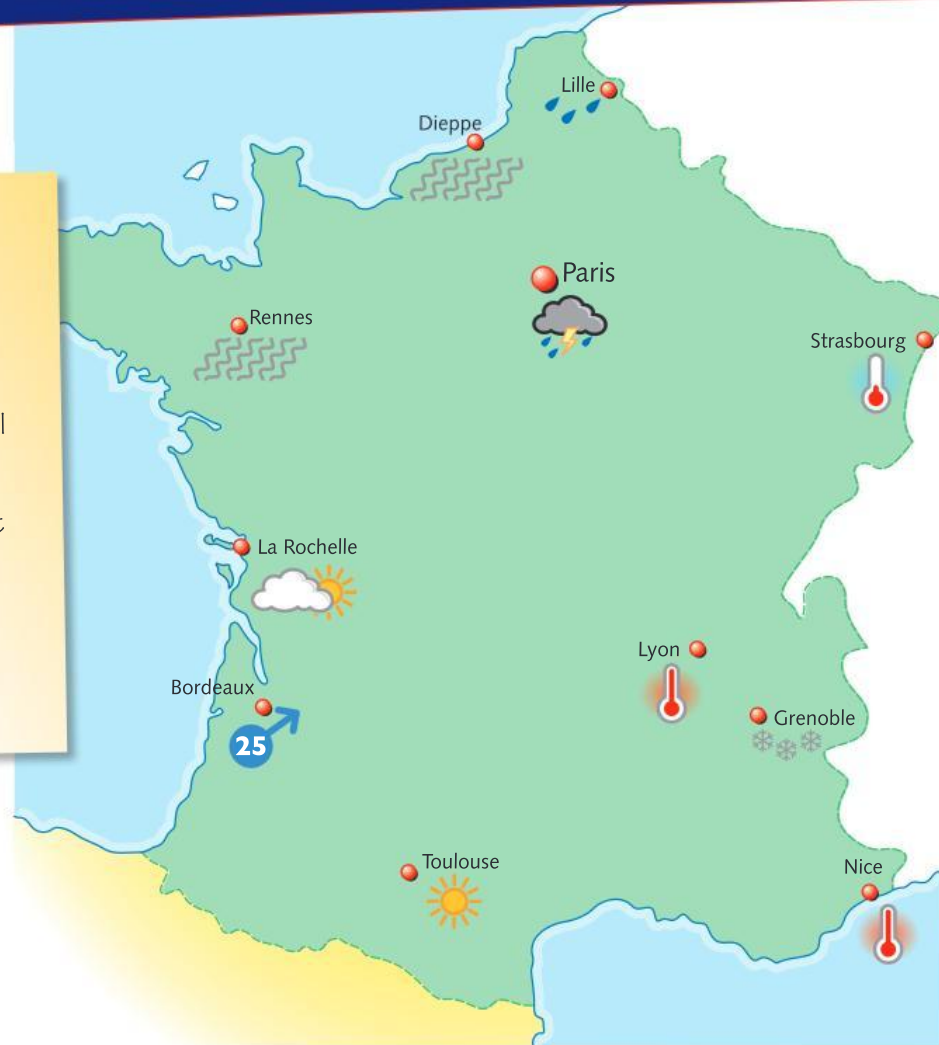 Lille
Dieppe
Paris
Rennes
Strasbourg
La Rochelle
Lyon
Bordeaux
Grenoble
25
Toulouse
Nice